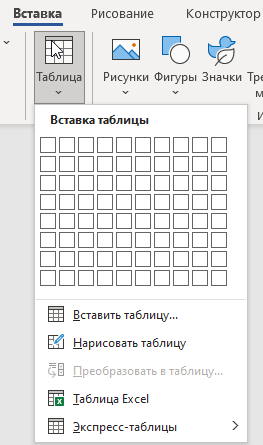 Вставка Рисование Конструктор
Таблица Рисунки Фигуры Значки
Вставка таблицы
Вставить таблицу...
Нарисовать таблицу
Преобразовать в таблицу...
Таблица Excel
Экспресс-таблицы